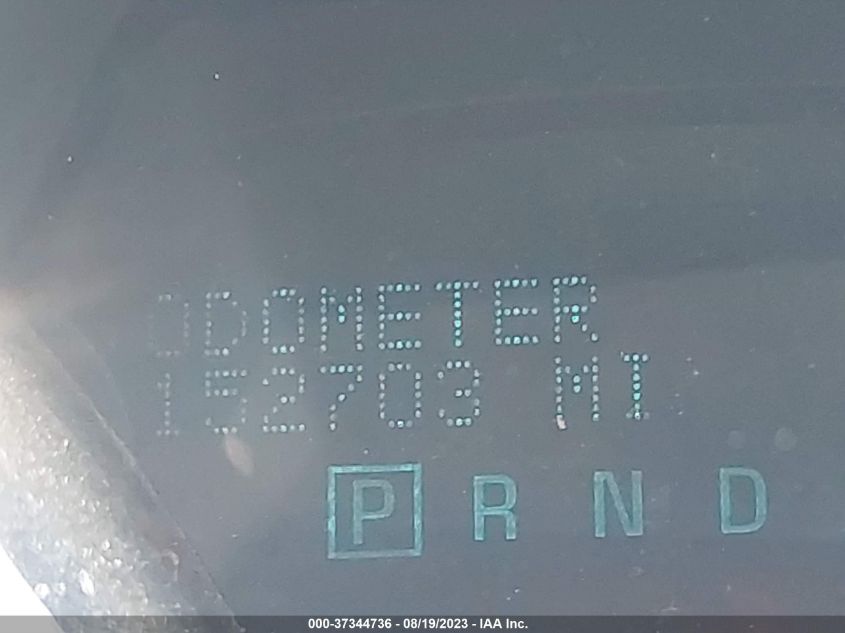 ODOMETER
152703 MI
P R N D
000-37344736 - 08/19/2023 - IAA Inc.